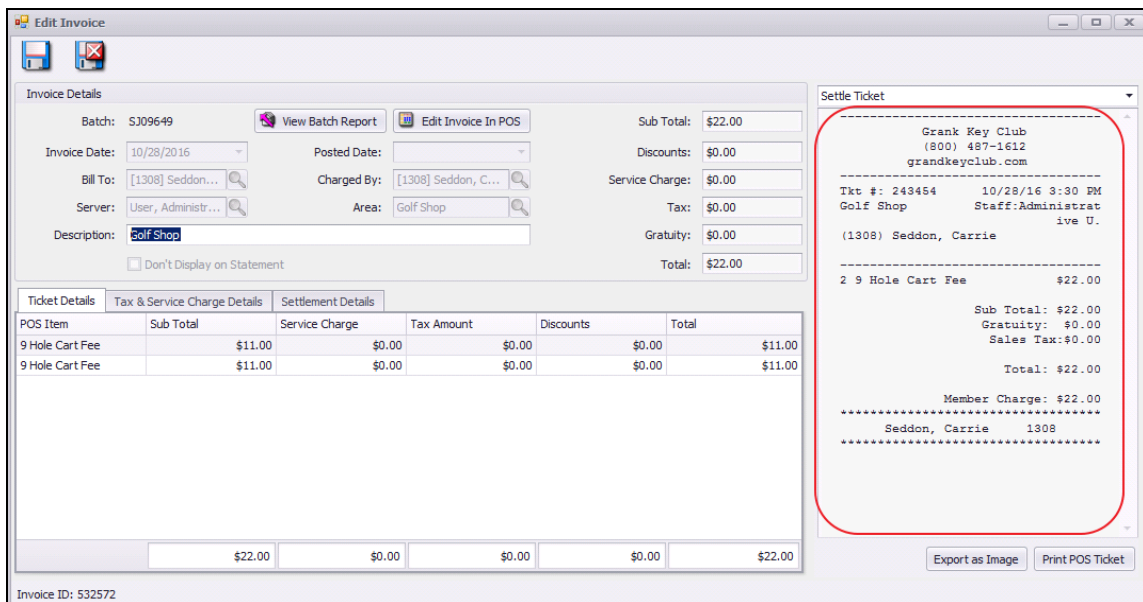 Edit Invoice
Invoice Details
Batch: SJ09649 View Batch Report Edit Invoice In POS Sub Total: $22.00
Invoice Date: 10/28/2016 Posted Date: Discounts: $0.00
Bill To: [1308] Seddon... Charged By: [1308] Seddon, C... Service Charge: $0.00
Server: User, Administr... Area: Golf Shop Tax: $0.00
Description: Golf Shop Gratuity: $0.00
Don't Display on Statement Total: $22.00
Ticket Details Tax & Service Charge Details Settlement Details
POS Item Sub Total Service Charge Tax Amount Discounts Total
9 Hole Cart Fee $11.00 $0.00 $0.00 $0.00 $11.00
9 Hole Cart Fee $11.00 $0.00 $0.00 $0.00 $11.00
$22.00 $0.00 $0.00 $0.00 $22.00
Settle Ticket
------------------------------------
Grank Key Club
(800) 487-1612
grandkeyclub.com
------------------------------------
Tkt #: 243454 10/28/16 3:30 PM
Golf Shop Staff:Administrat
ive U.
(1308) Seddon, Carrie
------------------------------------
2 9 Hole Cart Fee $22.00
Sub Total: $22.00
Gratuity: $0.00
Sales Tax:$0.00
Total: $22.00
Member Charge: $22.00
************************************
Seddon, Carrie 1308
************************************
Export as Image Print POS Ticket
Invoice ID: 532572